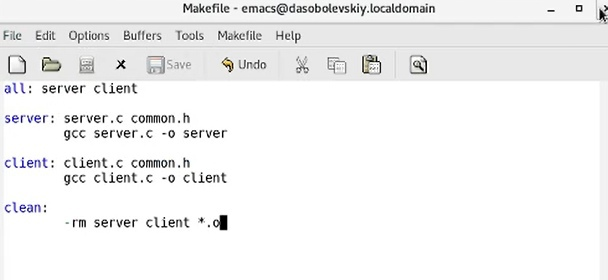 Makefile - emacs@dasobolevskiy.localdomain
File Edit Options Buffers Tools Makefile Help
Save Undo
all: server client
server: server.c common.h
gcc server.c -o server
client: client.c common.h
gcc client.c -o client
clean:
-rm server client *.o